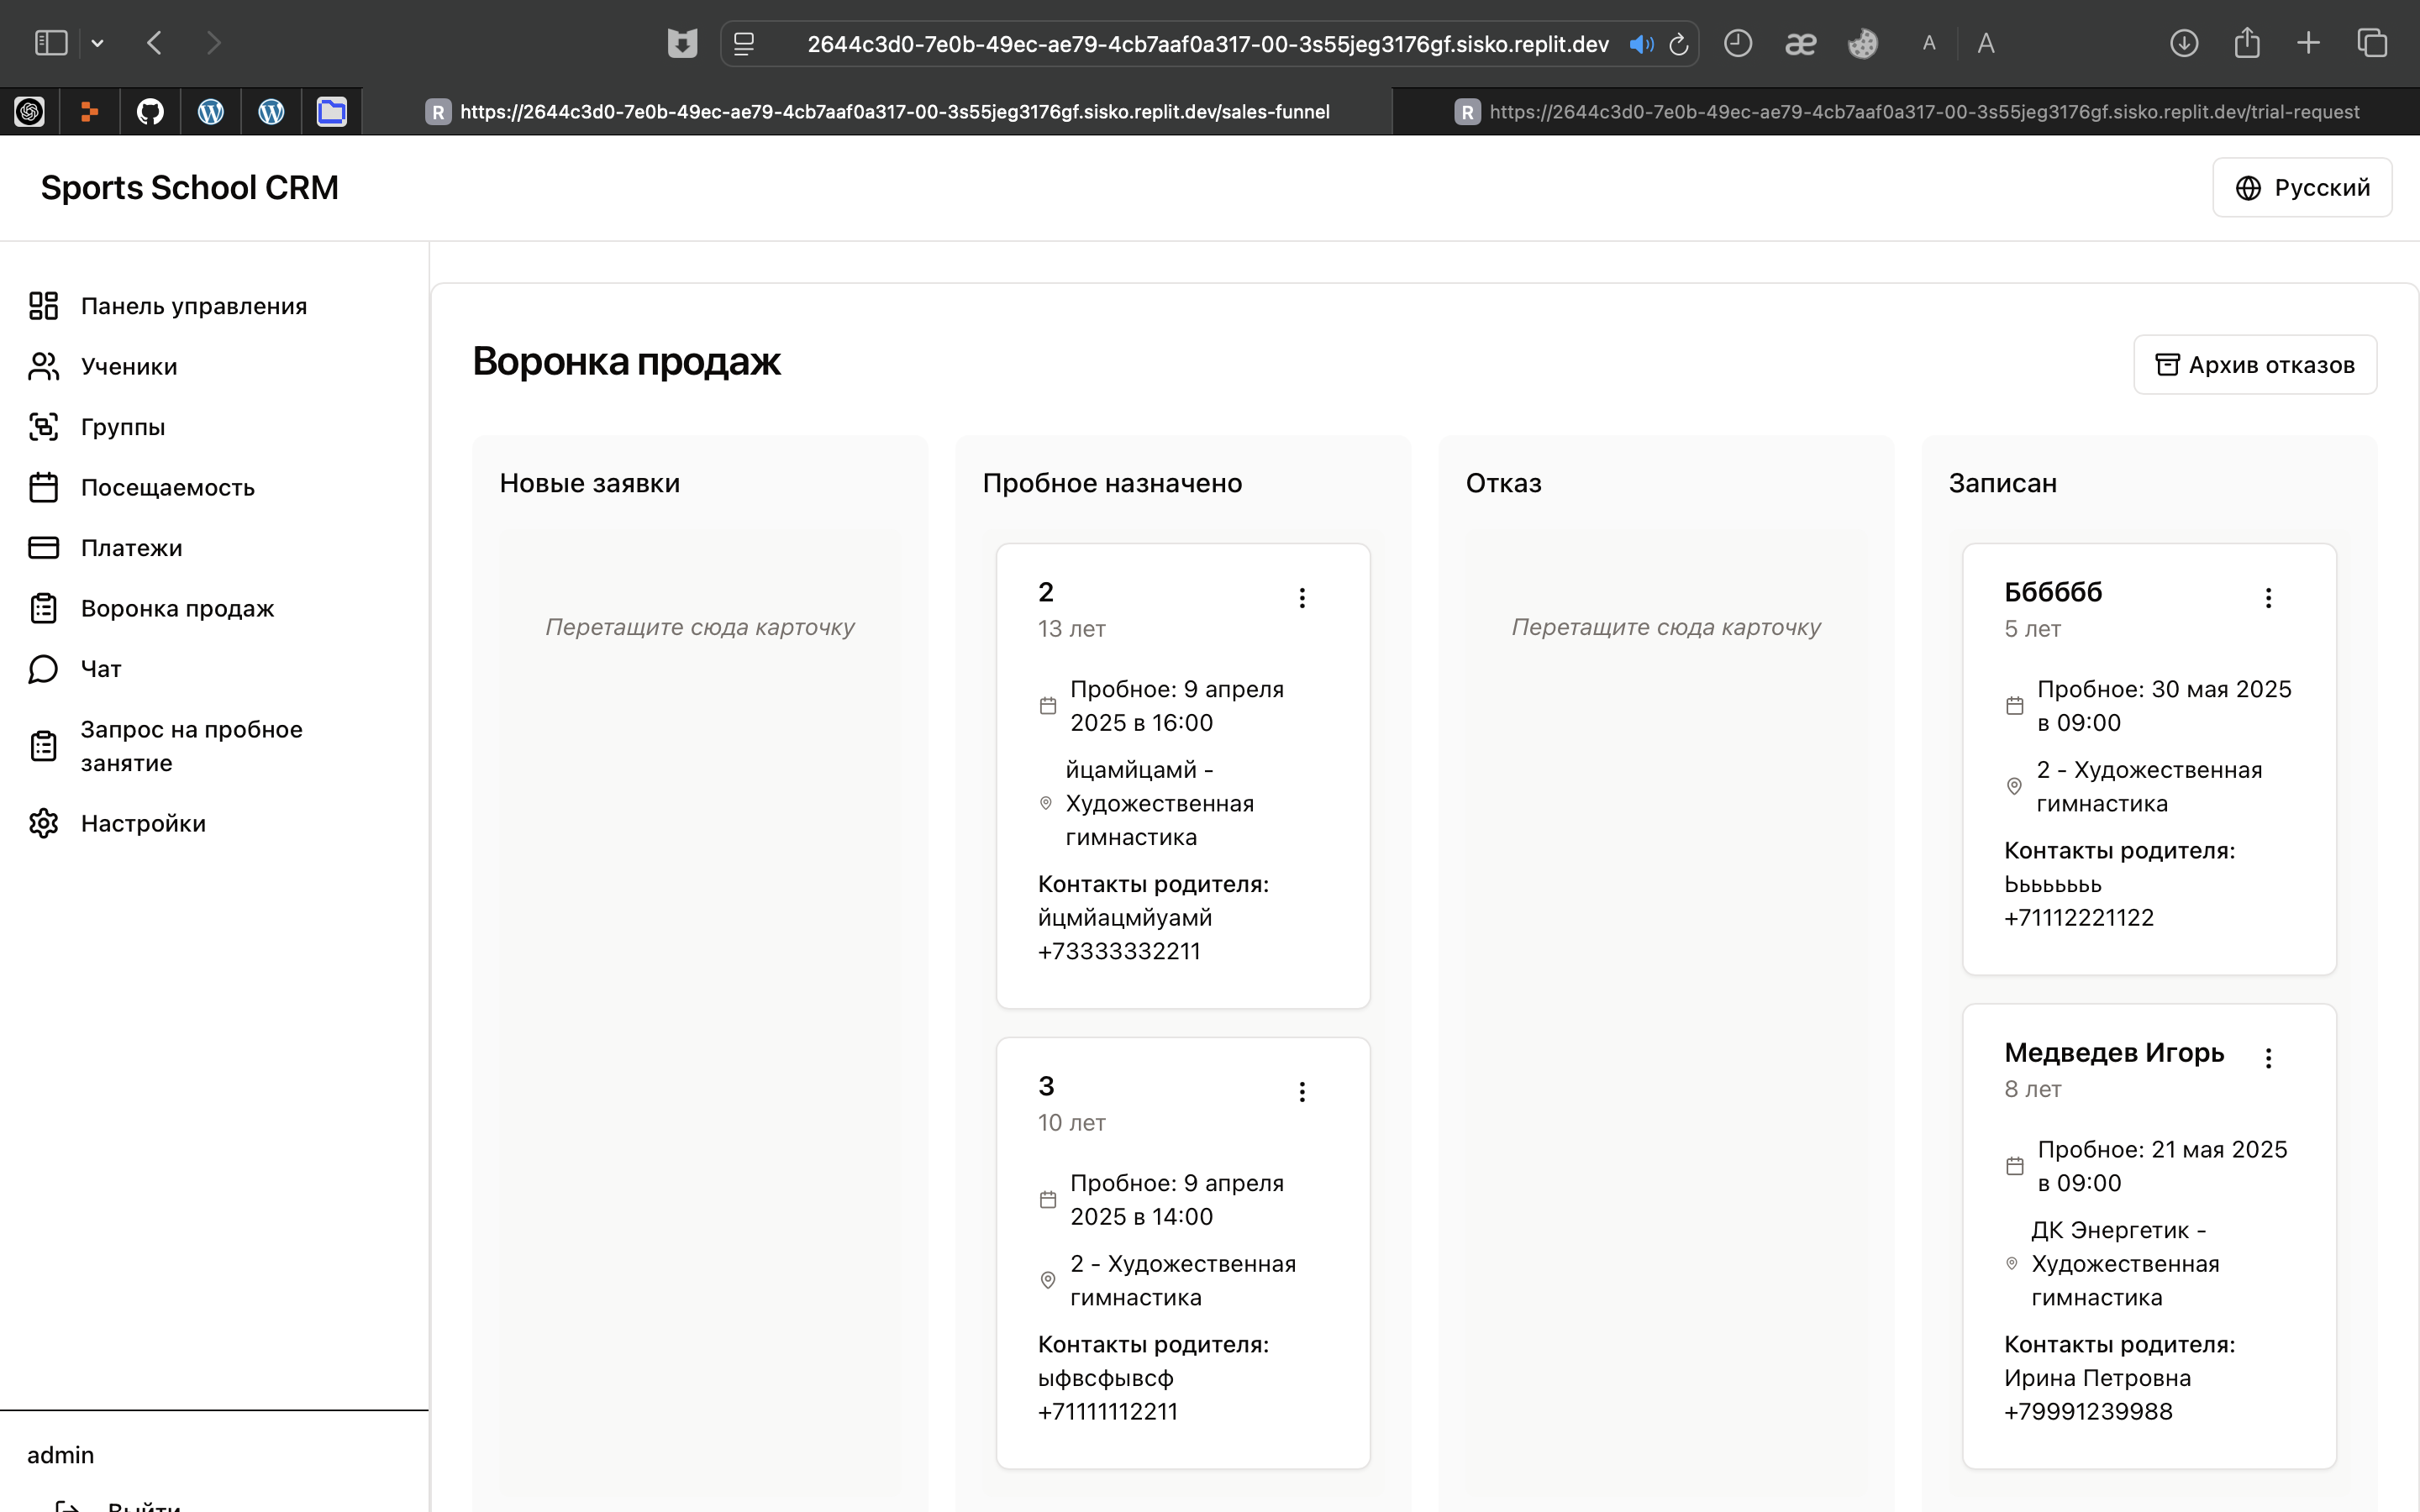 2644c3d0-7e0b-49ec-ae79-4cb7aaf0a317-00-3s55jeg3176gf.sisko.replit.dev
A
A
R https://2644c3d0-7e0b-49ec-ae79-4cb7aaf0a317-00-3s55jeg3176gf.sisko.replit.dev/sales-funnel
R https://2644c3d0-7e0b-49ec-ae79-4cb7aaf0a317-00-3s55jeg3176gf.sisko.replit.dev/trial-request
Sports School CRM
Русский
Панель управления
Ученики
Группы
Посещаемость
Платежи
Воронка продаж
Чат
Запрос на пробное
занятие
Настройки
admin
Выйти
Воронка продаж
Архив отказов
Новые заявки
Перетащите сюда карточку
Пробное назначено
2
13 лет
Пробное: 9 апреля
2025 в 16:00
йцамйцамй -
Художественная
гимнастика
Контакты родителя:
йцмйацмйуамй
+73333332211
3
10 лет
Пробное: 9 апреля
2025 в 14:00
2 - Художественная
гимнастика
Контакты родителя:
ыфвсфывсф
+71111112211
Отказ
Перетащите сюда карточку
Записан
Бббббб
5 лет
Пробное: 30 мая 2025
в 09:00
2 - Художественная
гимнастика
Контакты родителя:
Ььььььь
+71112221122
Медведев Игорь
8 лет
Пробное: 21 мая 2025
в 09:00
ДК Энергетик -
Художественная
гимнастика
Контакты родителя:
Ирина Петровна
+79991239988